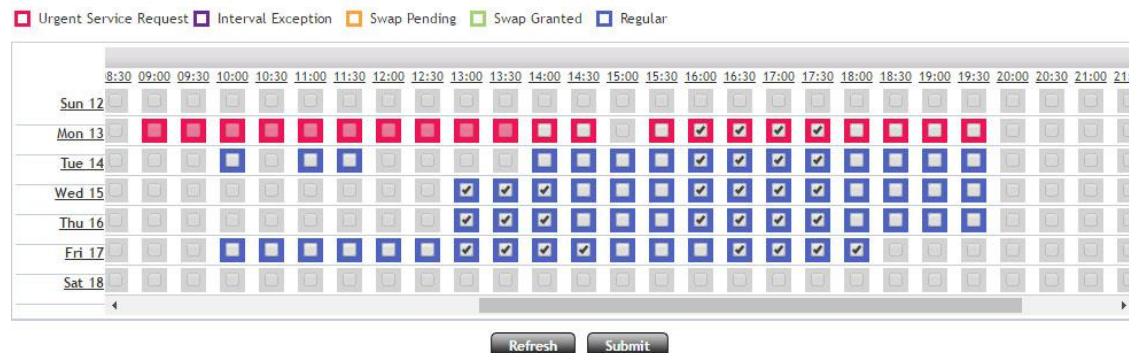 Urgent Service Request Interval Exception Swap Pending Swap Granted Regular
8:30 09:00 09:30 10:00 10:30 11:00 11:30 12:00 12:30 13:00 13:30 14:00 14:30 15:00 15:30 16:00 16:30 17:00 17:30 18:00 18:30 19:00 19:30 20:00 20:30 21:00 21:
Sun 12
Mon 13
Tue 14
Wed 15
Thu 16
Fri 17
Sat 18
Refresh Submit